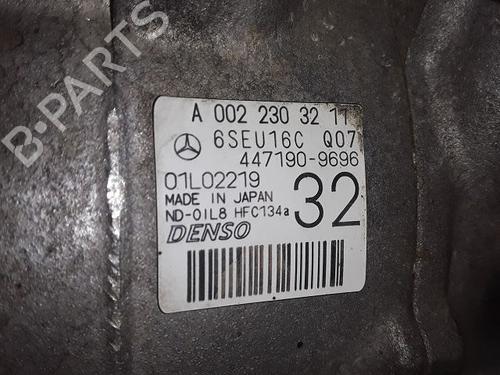 B-PARTS
A 002 230 32 11
6SEU16C Q07
447190-9696
01L02219
MADE IN JAPAN
ND-OIL8 HFC134a
32
DENSO